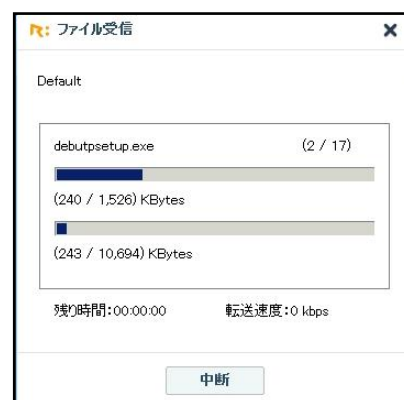 ファイル受信
Default
debutpsetup.exe (2 / 17)
(240 / 1,526) KBytes
(243 / 10,694) KBytes
残り時間:00:00:00 転送速度:0 kbps
中断